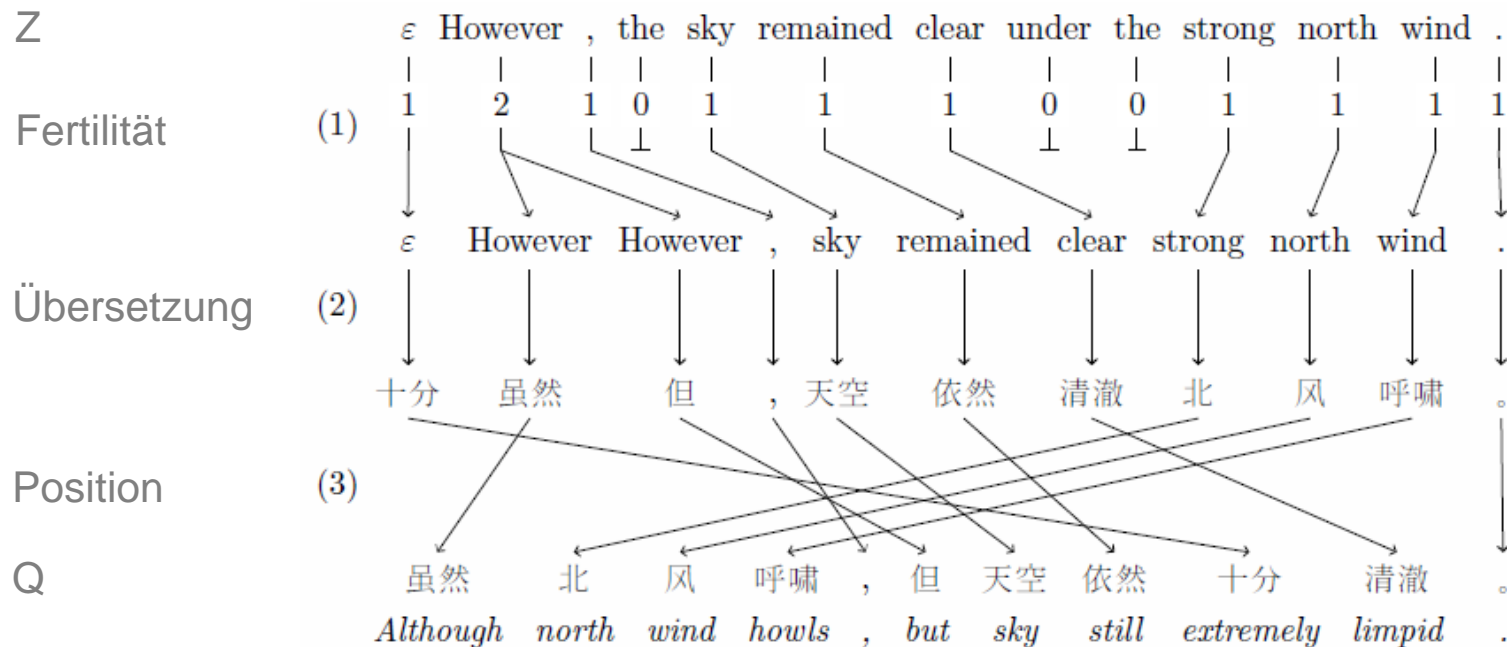 Z ε However , the sky remained clear under the strong north wind .
Fertilität (1) 1 2 1 0 1 1 1 0 0 1 1 1 1
ε However However , sky remained clear strong north wind .
Übersetzung (2)
十分 虽然 但 , 天空 依然 清澈 北 风 呼啸 。
Position (3)
Q 虽然 北 风 呼啸 , 但 天空 依然 十分 清澈 。
Although north wind howls , but sky still extremely limpid .